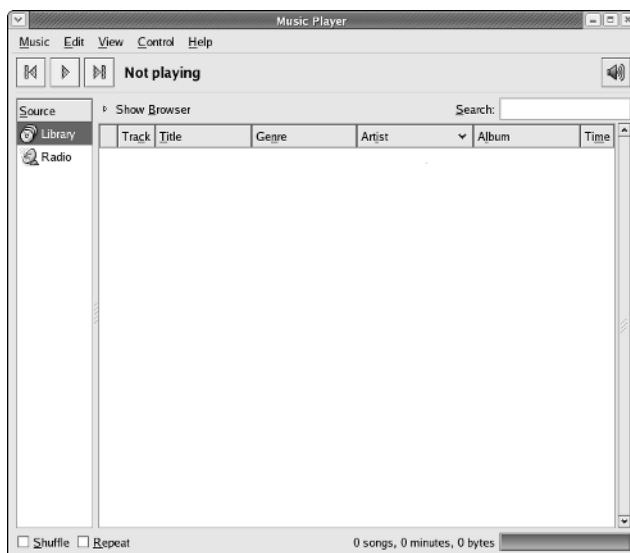 Music Player
Music Edit View Control Help
Not playing
Source
Show Browser
Search:
Library
Track Title Genre Artist Album Time
Radio
Shuffle Repeat
0 songs, 0 minutes, 0 bytes